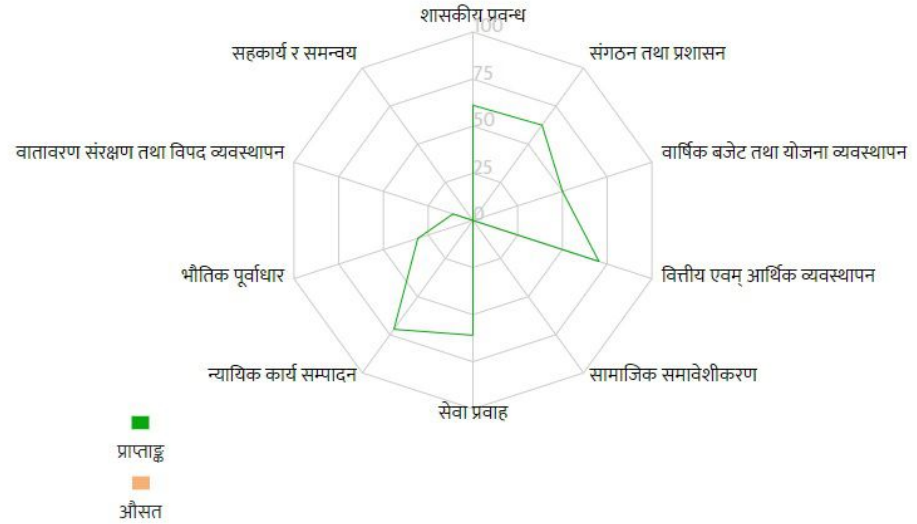 शासकीय प्रवन्ध
100
सहकार्य र समन्वय
संगठन तथा प्रशासन
75
50
वातावरण संरक्षण तथा विपद व्यवस्थापन
वार्षिक बजेट तथा योजना व्यवस्थापन
25
0
भौतिक पूर्वाधार
वित्तीय एवम् आर्थिक व्यवस्थापन
न्यायिक कार्य सम्पादन
सामाजिक समावेशीकरण
सेवा प्रवाह
प्राप्ताङ्क
औसत